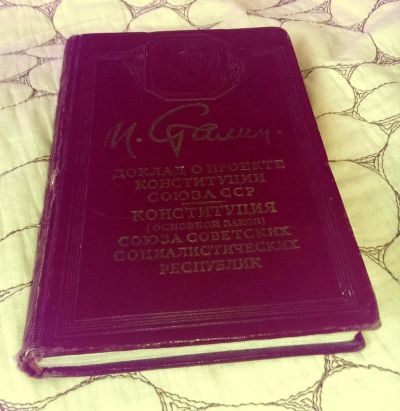 И. Сталин.
ДОКЛАД О ПРОЕКТЕ
КОНСТИТУЦИИ
СОЮЗА ССР
КОНСТИТУЦИЯ
(ОСНОВНОЙ ЗАКОН)
СОЮЗА СОВЕТСКИХ
СОЦИАЛИСТИЧЕСКИХ
РЕСПУБЛИК